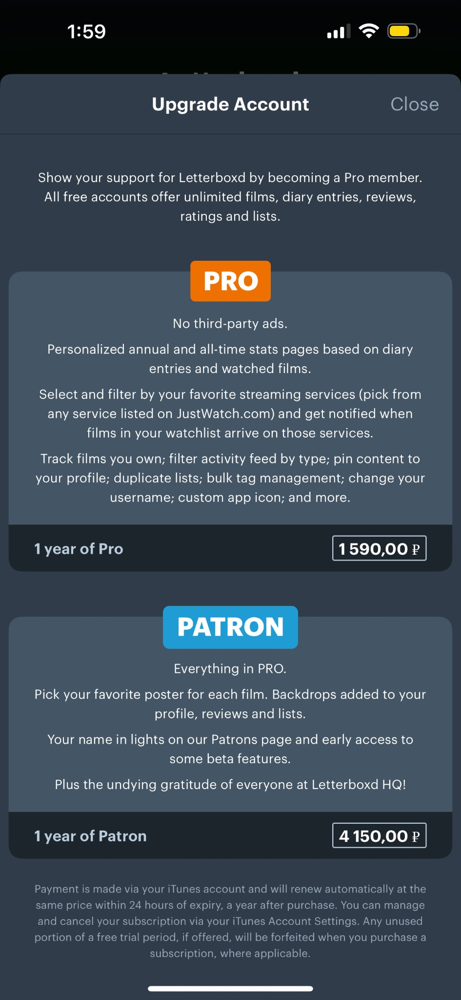 1:59
Upgrade Account
Close
Show your support for Letterboxd by becoming a Pro member.
All free accounts offer unlimited films, diary entries, reviews,
ratings and lists.
PRO
No third-party ads.
Personalized annual and all-time stats pages based on diary
entries and watched films.
Select and filter by your favorite streaming services (pick from
any service listed on JustWatch.com) and get notified when
films in your watchlist arrive on those services.
Track films you own; filter activity feed by type; pin content to
your profile; duplicate lists; bulk tag management; change your
username; custom app icon; and more.
1 year of Pro
1 590,00 ₽
PATRON
Everything in PRO.
Pick your favorite poster for each film. Backdrops added to your
profile, reviews and lists.
Your name in lights on our Patrons page and early access to
some beta features.
Plus the undying gratitude of everyone at Letterboxd HQ!
1 year of Patron
4 150,00 ₽
Payment is made via your iTunes account and will renew automatically at the
same price within 24 hours of expiry, a year after purchase. You can manage
and cancel your subscription via your iTunes Account Settings. Any unused
portion of a free trial period, if offered, will be forfeited when you purchase a
subscription, where applicable.